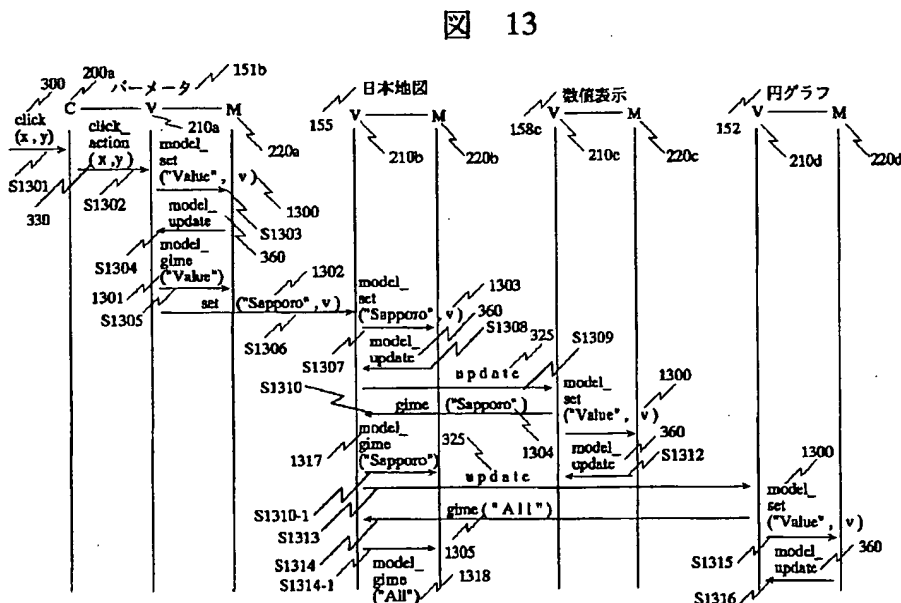 図 13
300
200a
バーメータ
151b
日本地図
数値表示
円グラフ
C
V
M
155
V
M
158c
V
M
152
V
M
click
(x , y)
click_
action
(x ,y)
210a
220a
210b
220b
210c
220c
210d
220d
model_
set
("Value" , v)
S1301
330
S1302
1300
model_
update
S1303
S1304
360
model_
gime
("Value")
1301
1302
S1305
set ("Sapporo" , v)
S1306
model_
set
("Sapporo" , v)
1303
360
S1308
S1307
model_
update
325
S1309
S1310
update
gime ("Sapporo")
1304
model_
set
("Value" , v)
1300
model_
update
360
S1312
1317
model_
gime
("Sapporo")
325
update
S1310-1
S1313
gime ("All")
1300
model_
set
("Value" , v)
S1314
1305
S1314-1
model_
gime
("All")
1318
S1315
model_
update
360
S1316